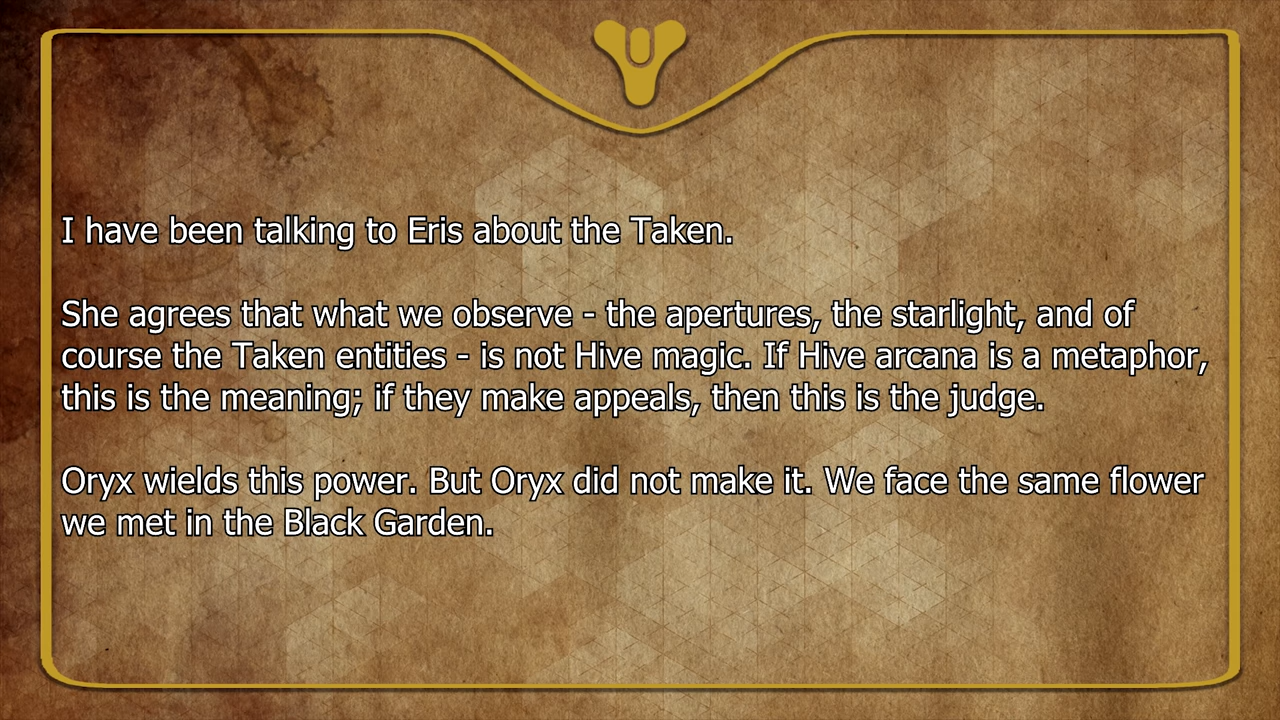 I have been talking to Eris about the Taken.
She agrees that what we observe - the apertures, the starlight, and of
course the Taken entities - is not Hive magic. If Hive arcana is a metaphor,
this is the meaning; if they make appeals, then this is the judge.
Oryx wields this power. But Oryx did not make it. We face the same flower
we met in the Black Garden.